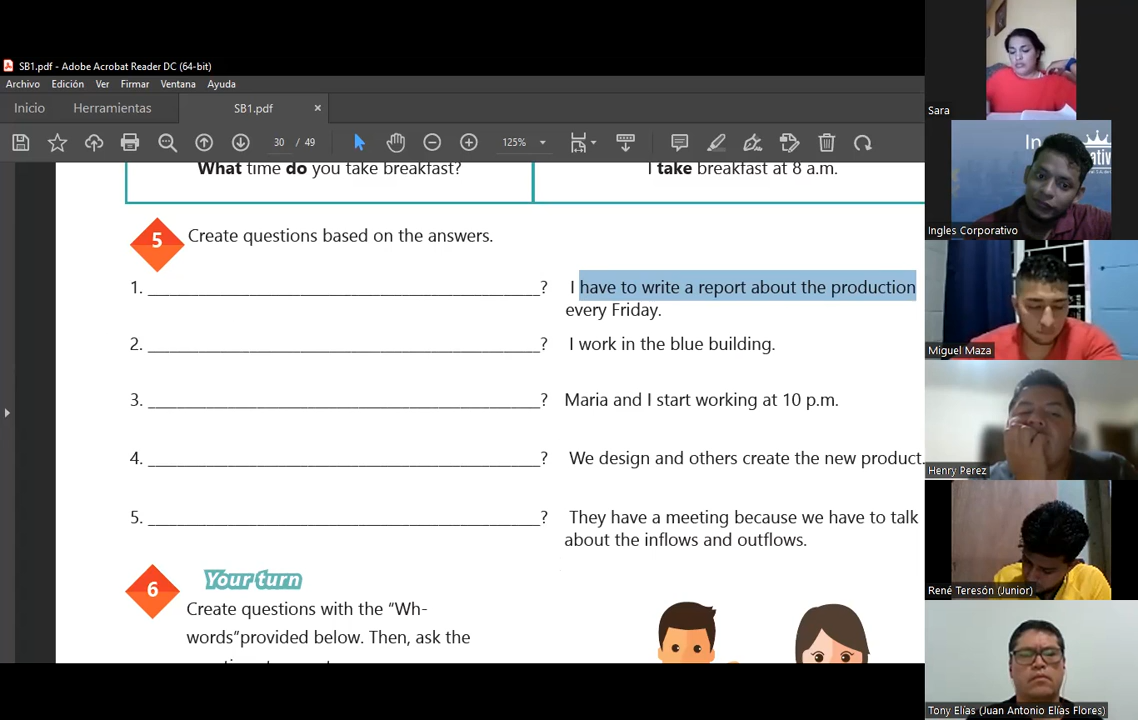 SB1.pdf - Adobe Acrobat Reader DC (64-bit)
Archivo Edición Ver Firmar Ventana Ayuda
Inicio Herramientas SB1.pdf ×
30 / 49 125%
What time do you take breakfast? I take breakfast at 8 a.m.
5 Create questions based on the answers.
1. ____________________? I have to write a report about the production
every Friday.
2. ____________________? I work in the blue building.
3. ____________________? Maria and I start working at 10 p.m.
4. ____________________? We design and others create the new product.
5. ____________________? They have a meeting because we have to talk
about the inflows and outflows.
6 Your turn
Create questions with the "Wh-
words"provided below. Then, ask the
Sara
In
Ingles Corporativo
Miguel Maza
Henry Perez
René Teresón (Junior)
Tony Elías (Juan Antonio Elías Flores)